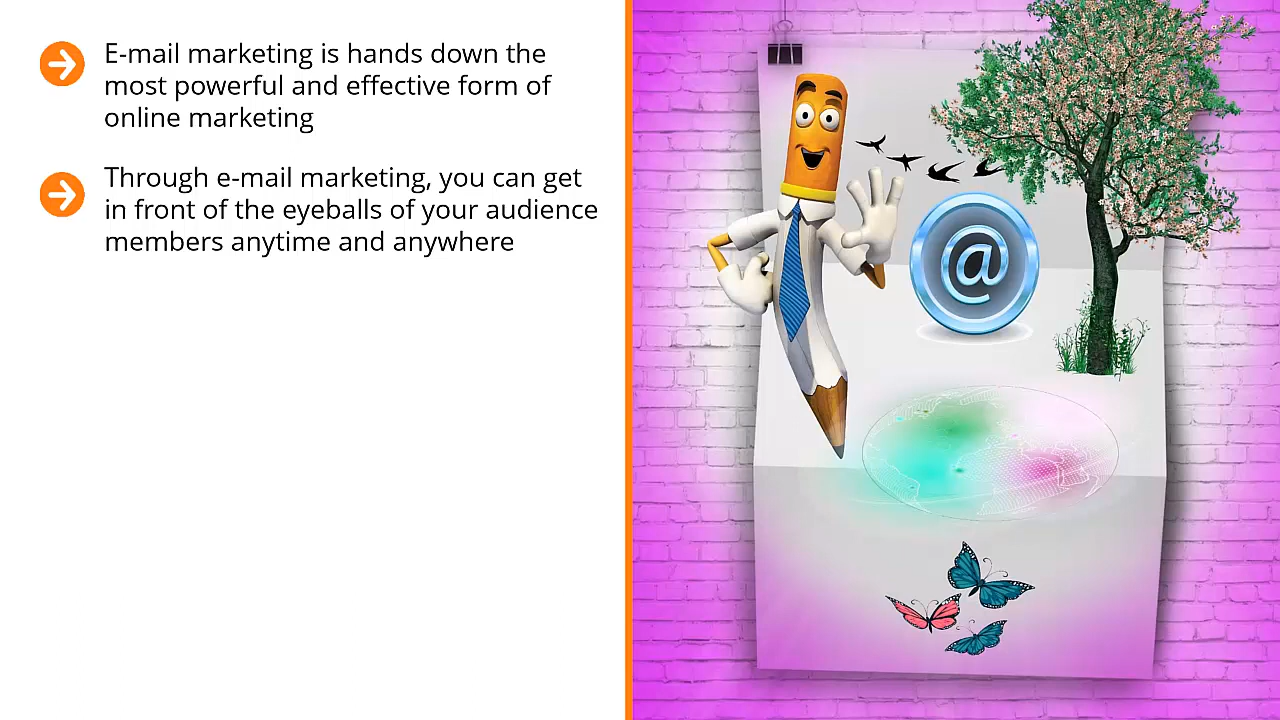 E-mail marketing is hands down the
most powerful and effective form of
online marketing
Through e-mail marketing, you can get
in front of the eyeballs of your audience
members anytime and anywhere
@